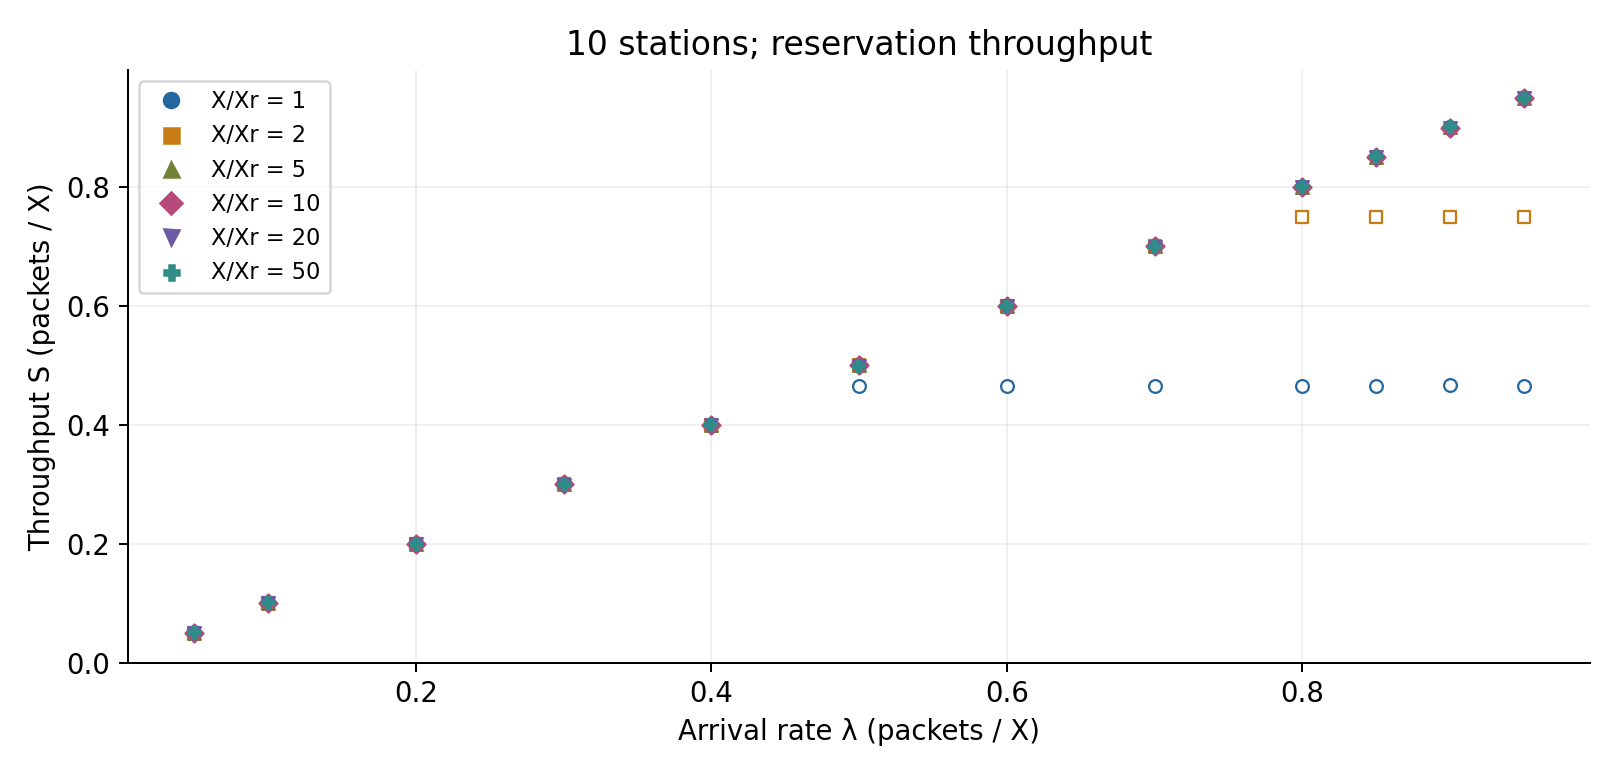 10 stations; reservation throughput
X/Xr = 1
X/Xr = 2
X/Xr = 5
X/Xr = 10
X/Xr = 20
X/Xr = 50
Throughput S (packets / X)
0.8
0.6
0.4
0.2
0.0
0.2
0.4
0.6
0.8
Arrival rate λ (packets / X)